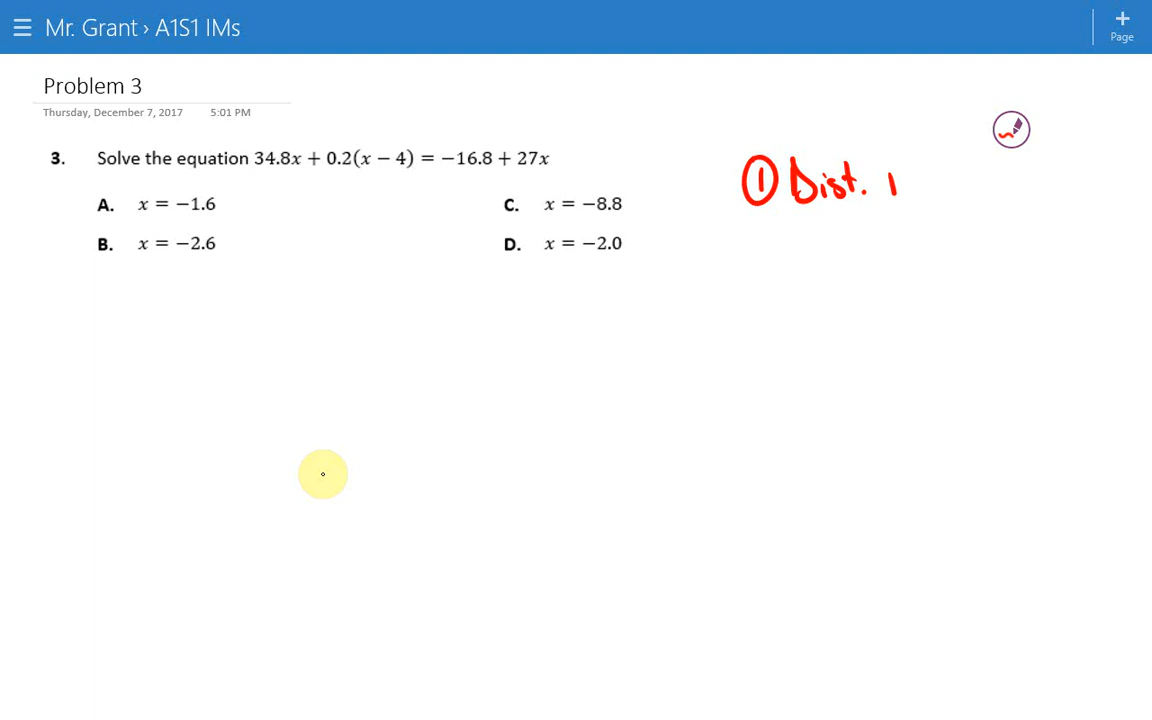 Mr. Grant › A1S1 IMs
Page
Problem 3
Thursday, December 7, 2017 5:01 PM
3. Solve the equation 34.8x + 0.2(x − 4) = −16.8 + 27x
① Dist.
A. x = −1.6
C. x = −8.8
B. x = −2.6
D. x = −2.0